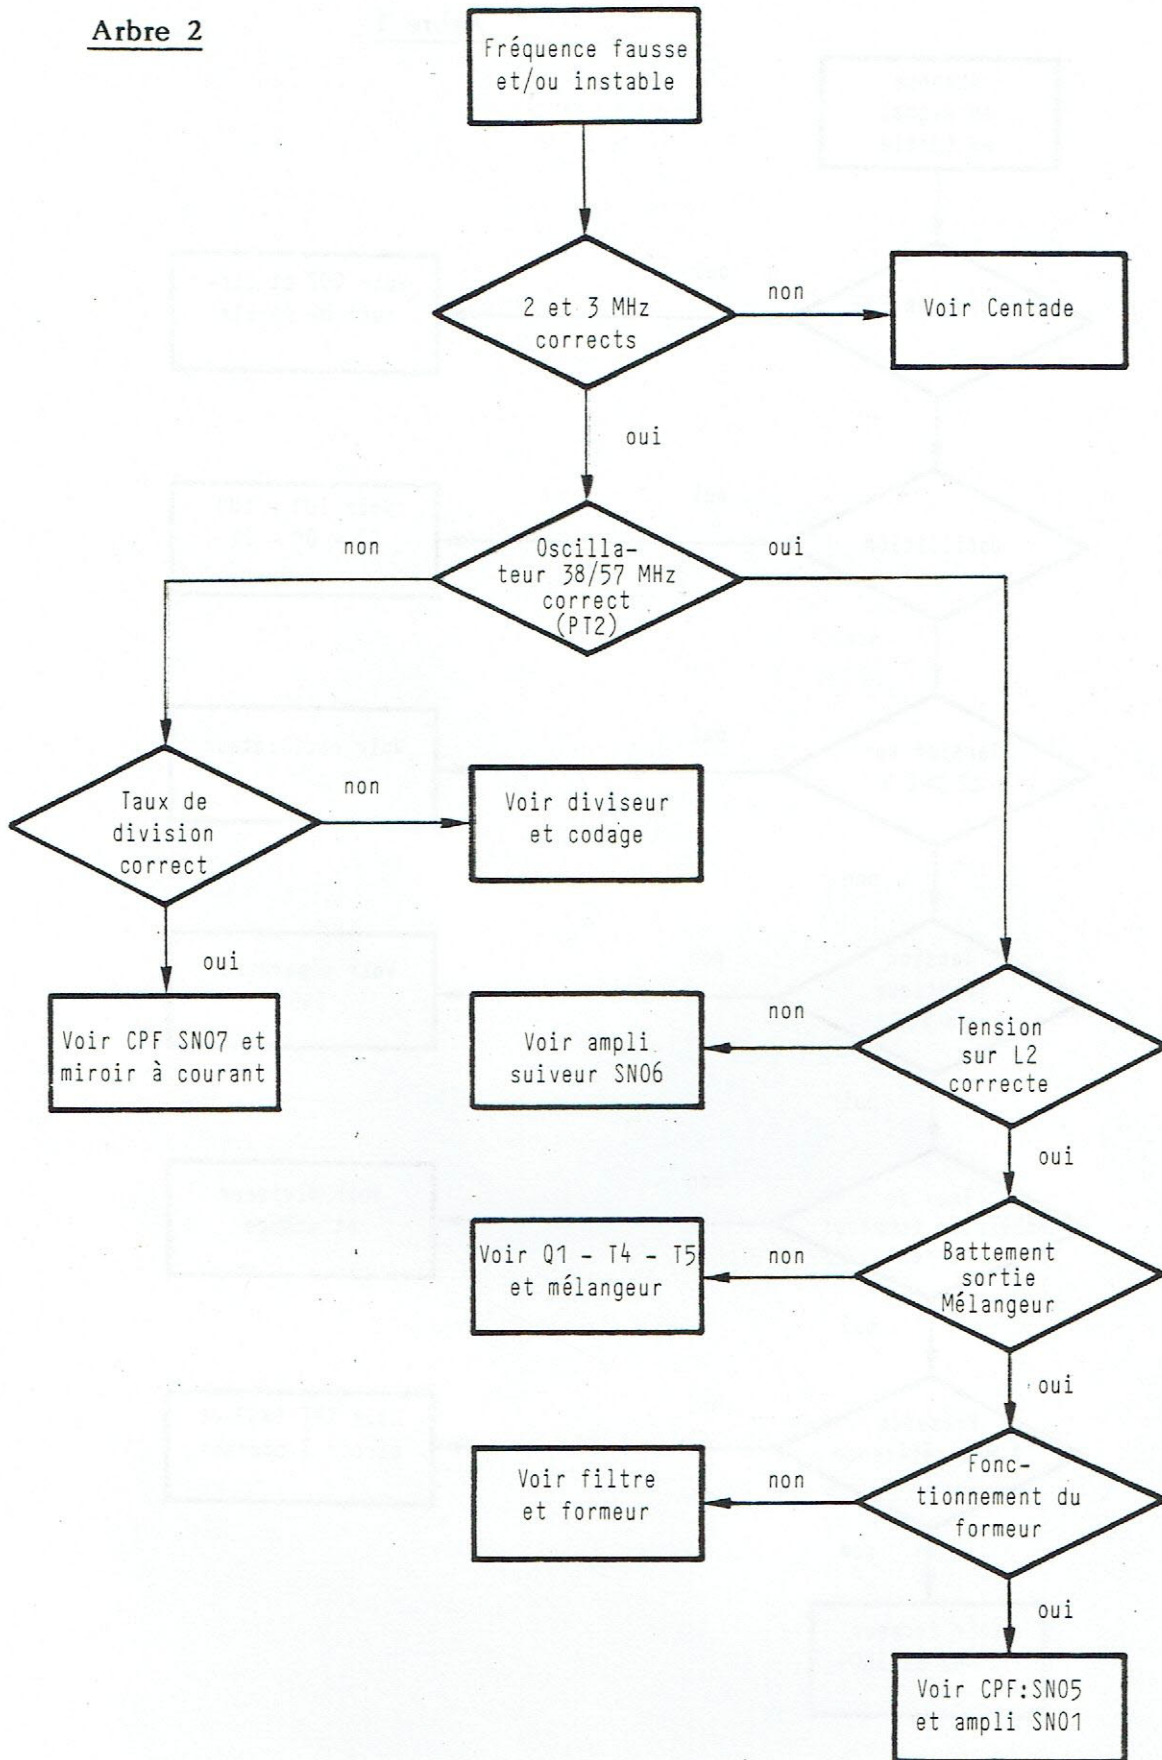 Arbre 2
Fréquence fausse
et/ou instable
2 et 3 MHz
corrects
non
Voir Centade
oui
Oscilla-
teur 38/57 MHz
correct
(PT2)
non
oui
Taux de
division
correct
non
Voir diviseur
et codage
oui
Voir CPF SN07 et
miroir à courant
Tension
sur L2
correcte
non
Voir ampli
suiveur SN06
oui
Battement
sortie
Mélangeur
non
Voir Q1 - T4 - T5
et mélangeur
oui
Fonc-
tionnement du
formeur
non
Voir filtre
et formeur
oui
Voir CPF:SN05
et ampli SN01